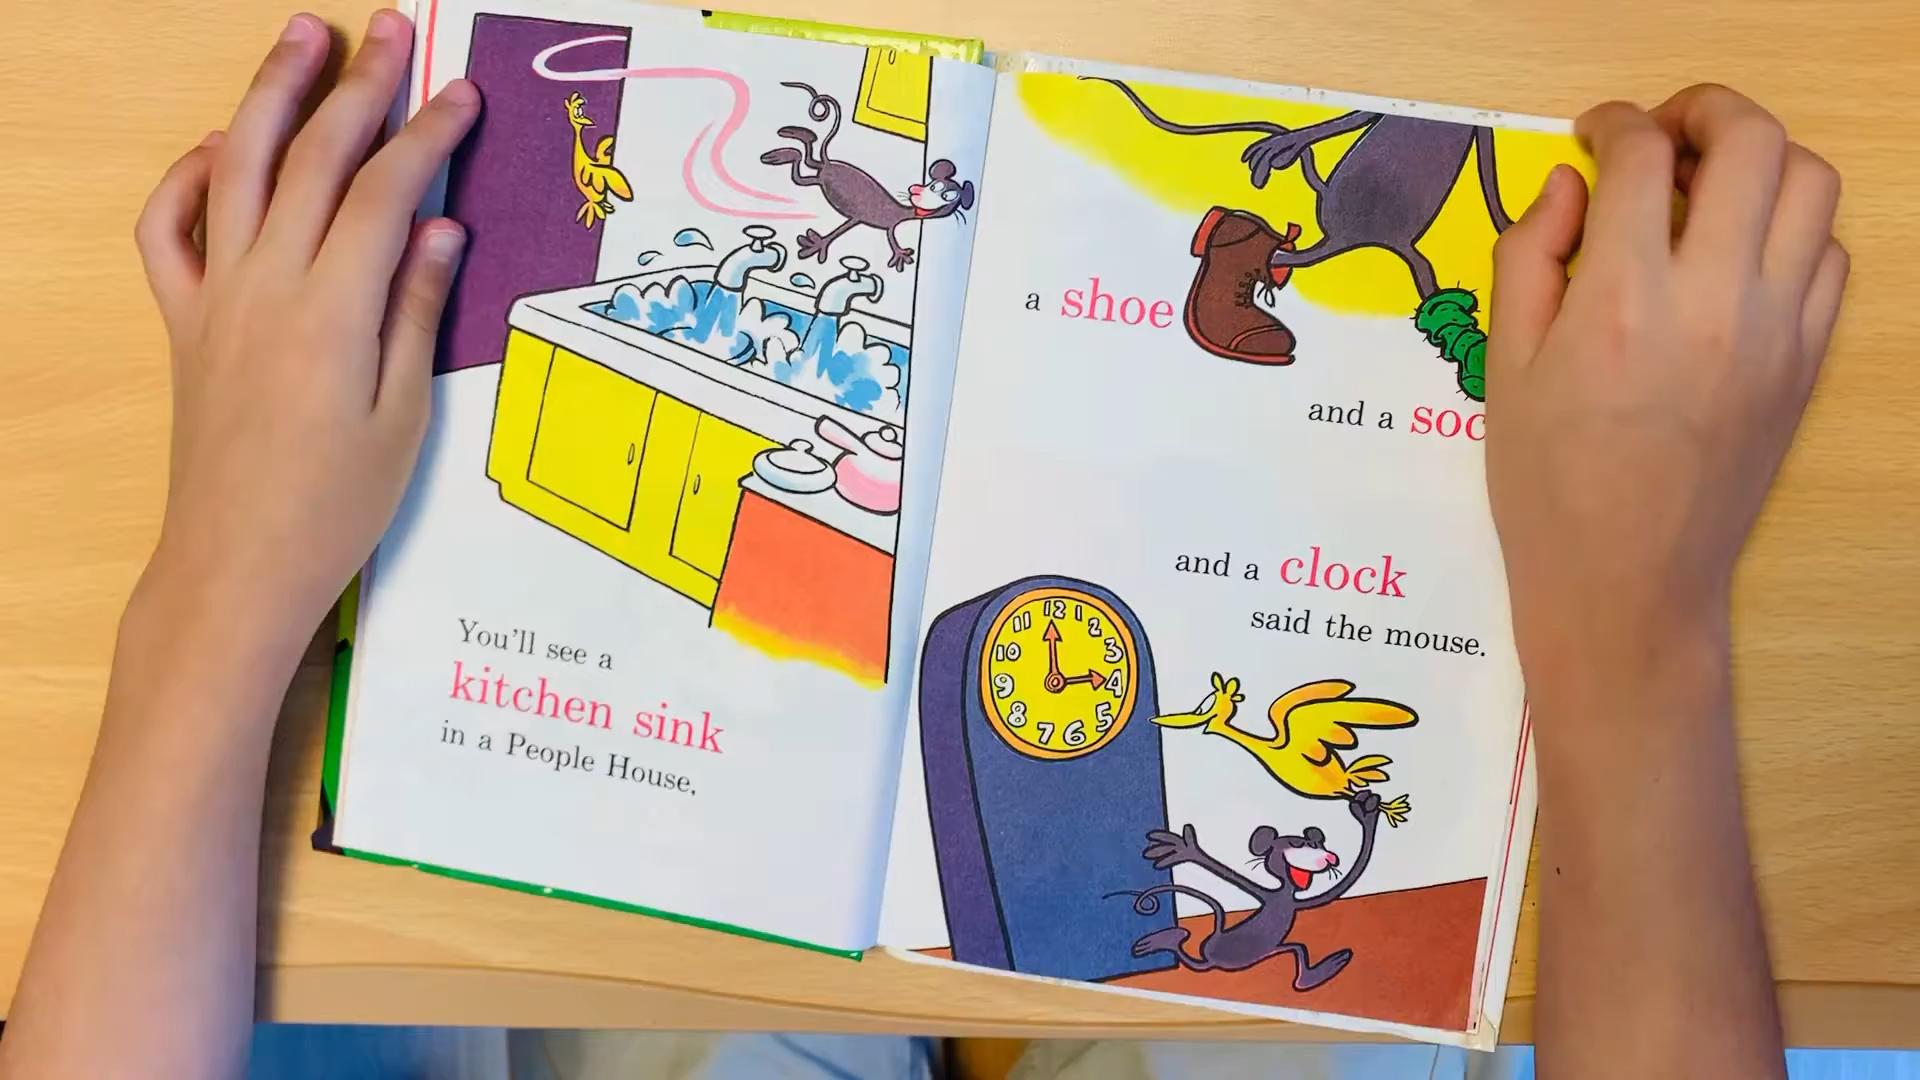 You'll see a
kitchen sink
in a People House.
a shoe
and a soc
and a clock
said the mouse.
11 12 1
10 2
9 3
8 4
7 6 5